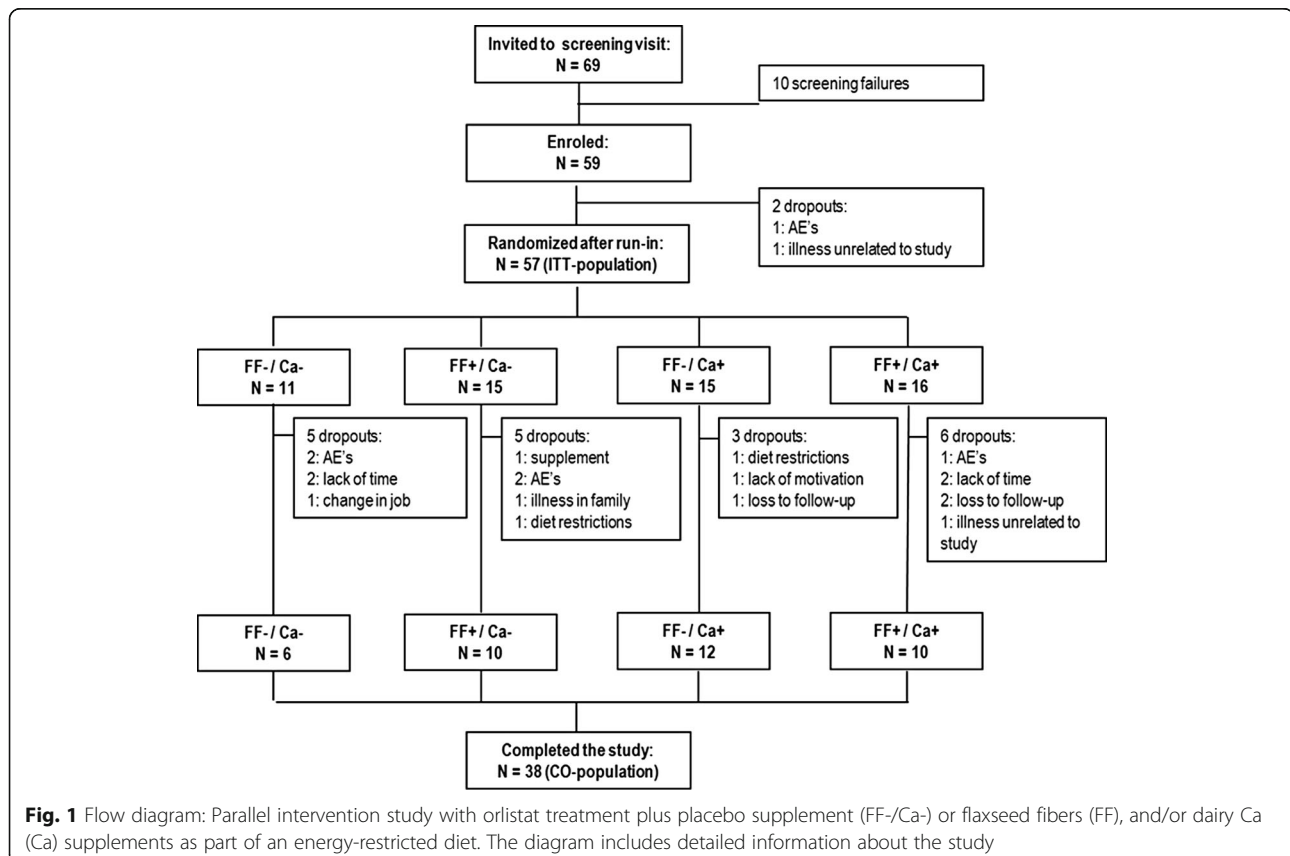 Invited to screening visit:
N = 69
10 screening failures
Enroled:
N = 59
2 dropouts:
1: AE's
1: illness unrelated to study
Randomized after run-in:
N = 57 (ITT-population)
FF- / Ca-
N = 11
FF+ / Ca-
N = 15
FF- / Ca+
N = 15
FF+ / Ca+
N = 16
5 dropouts:
2: AE's
2: lack of time
1: change in job
5 dropouts:
1: supplement
2: AE's
1: illness in family
1: diet restrictions
3 dropouts:
1: diet restrictions
1: lack of motivation
1: loss to follow-up
6 dropouts:
1: AE's
2: lack of time
2: loss to follow-up
1: illness unrelated to
study
FF- / Ca-
N = 6
FF+ / Ca-
N = 10
FF- / Ca+
N = 12
FF+ / Ca+
N = 10
Completed the study:
N = 38 (CO-population)
Fig. 1 Flow diagram: Parallel intervention study with orlistat treatment plus placebo supplement (FF-/Ca-) or flaxseed fibers (FF), and/or dairy Ca
(Ca) supplements as part of an energy-restricted diet. The diagram includes detailed information about the study